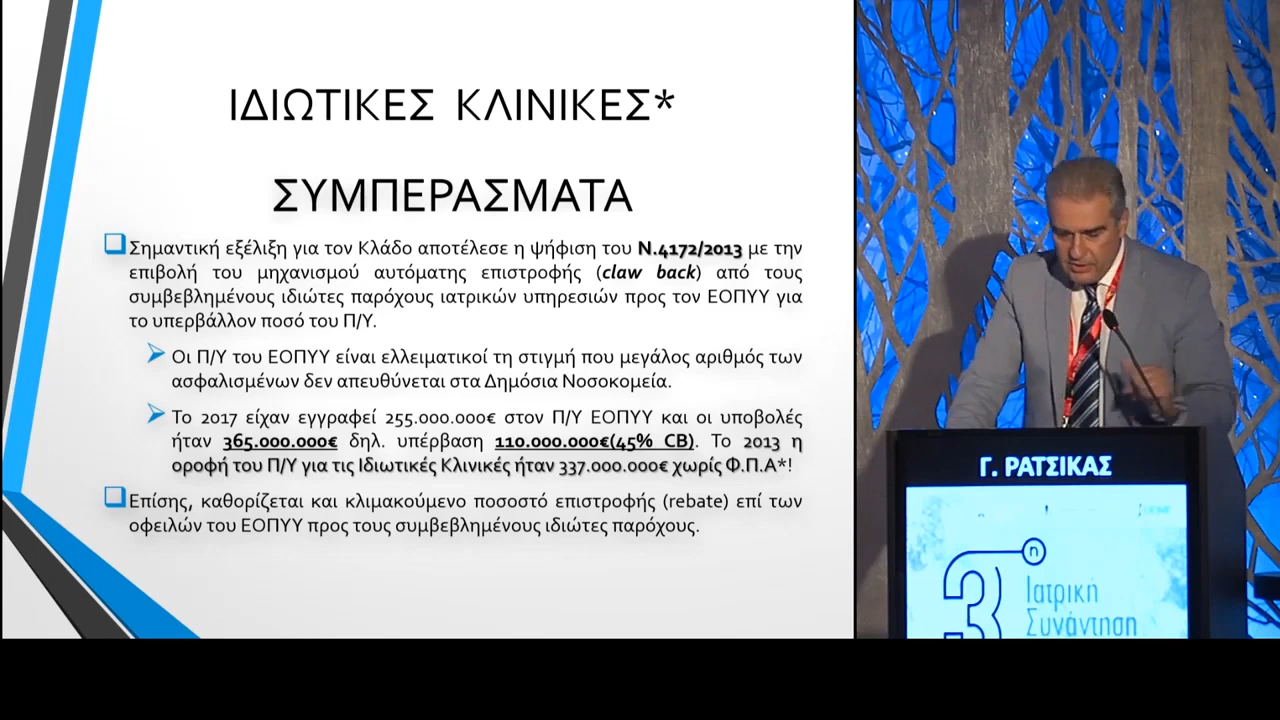 ΙΔΙΩΤΙΚΕΣ ΚΛΙΝΙΚΕΣ*
ΣΥΜΠΕΡΑΣΜΑΤΑ
Σημαντική εξέλιξη για τον Κλάδο αποτέλεσε η ψήφιση του Ν.4172/2013 με την
επιβολή του μηχανισμού αυτόματης επιστροφής (claw back) από τους
συμβεβλημένους ιδιώτες παρόχους ιατρικών υπηρεσιών προς τον ΕΟΠΥΥ για
το υπερβάλλον ποσό του Π/Υ.
Οι Π/Υ του ΕΟΠΥΥ είναι ελλειματικοί τη στιγμή που μεγάλος αριθμός των
ασφαλισμένων δεν απευθύνεται στα Δημόσια Νοσοκομεία.
Το 2017 είχαν εγγραφεί 255.000.000€ στον Π/Υ ΕΟΠΥΥ και οι υποβολές
ήταν 365.000.000€ δηλ. υπέρβαση 110.000.000€(45% CB). Το 2013 η
οροφή του Π/Υ για τις Ιδιωτικές Κλινικές ήταν 337.000.000€ χωρίς Φ.Π.Α*!
Επίσης, καθορίζεται και κλιμακούμενο ποσοστό επιστροφής (rebate) επί των
οφειλών του ΕΟΠΥΥ προς τους συμβεβλημένους ιδιώτες παρόχους.
Γ. ΡΑΤΣΙΚΑΣ
3η
Ιατρική
Συνάντηση